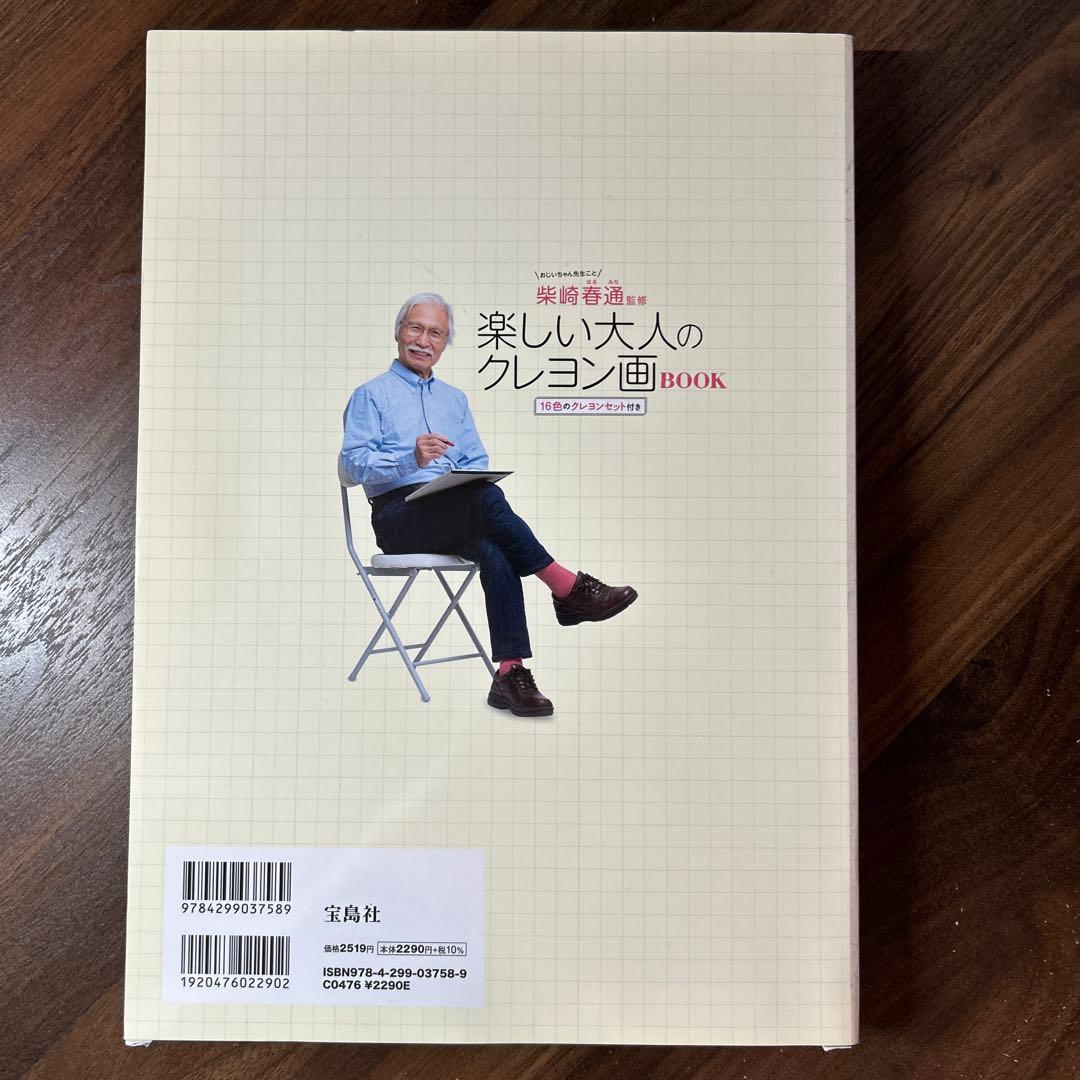 \おじいちゃん先生こと/
はる みち
柴崎春通監修
楽しい大人の
クレヨン画BOOK
16色のクレヨンセット付き
9784299037589
宝島社
価格2519円 本体2290円+税10%
1920476022902
ISBN978-4-299-03758-9
C0476 ¥2290E